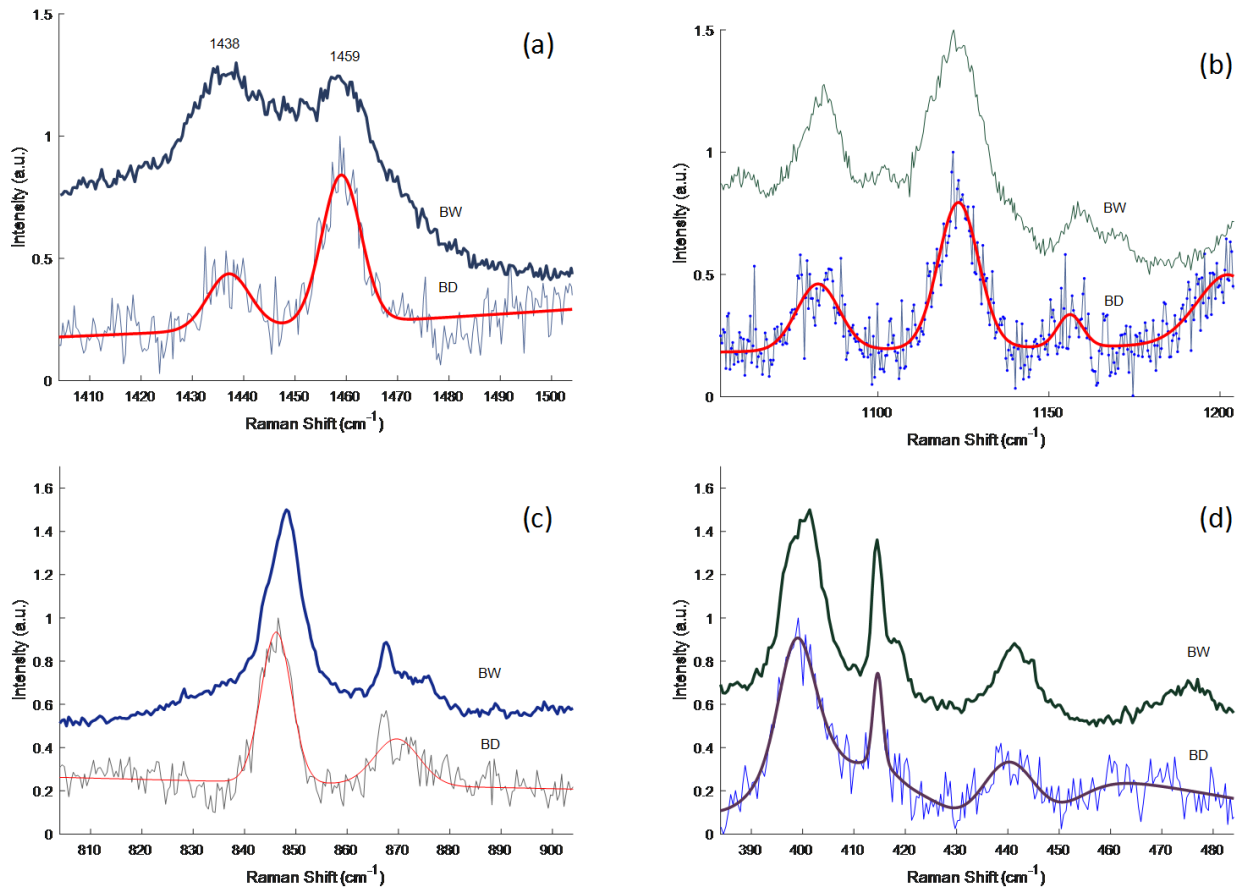 1.5
(a)
1438
1459
1
BW
0.5
BD
0
Intensity (a.u.)
1410 1420 1430 1440 1450 1460 1470 1480 1490 1500
Raman Shift (cm⁻¹)
1.5
(b)
1
BW
0.5
BD
0
Intensity (a.u.)
1100 1150 1200
Raman Shift (cm⁻¹)
1.6
(c)
1.4
1.2
1
0.8
BW
0.6
0.4
BD
0.2
0
Intensity (a.u.)
810 820 830 840 850 860 870 880 890 900
Raman Shift (cm⁻¹)
1.6
(d)
1.4
1.2
1
0.8
BW
0.6
0.4
BD
0.2
0
Intensity (a.u.)
390 400 410 420 430 440 450 460 470 480
Raman Shift (cm⁻¹)